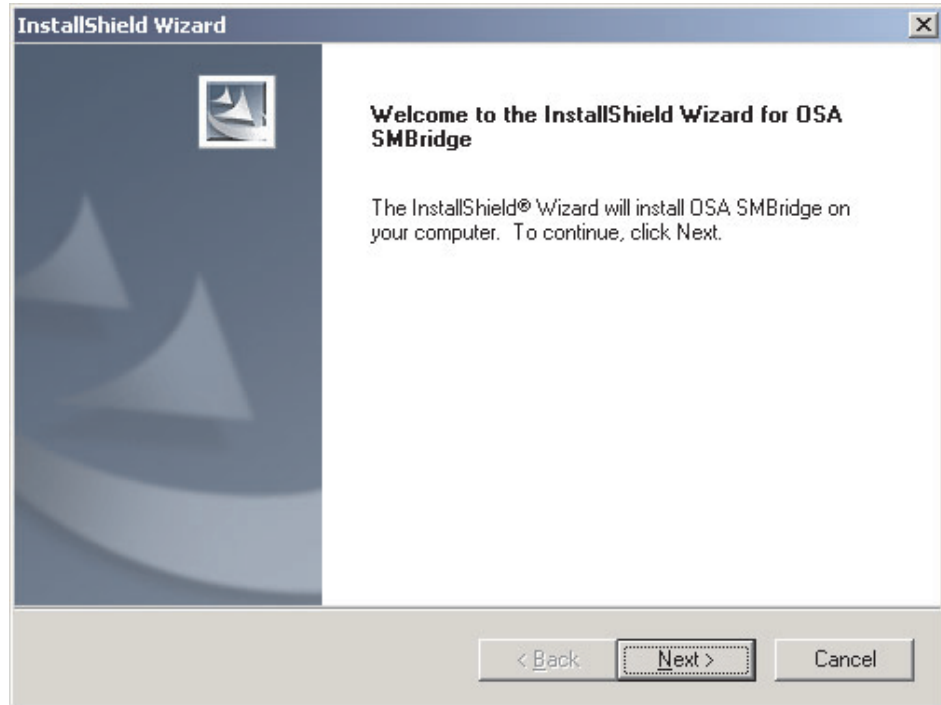 InstallShield Wizard
Welcome to the InstallShield Wizard for OSA
SMBridge
The InstallShield® Wizard will install OSA SMBridge on
your computer. To continue, click Next.
< Back
Next >
Cancel